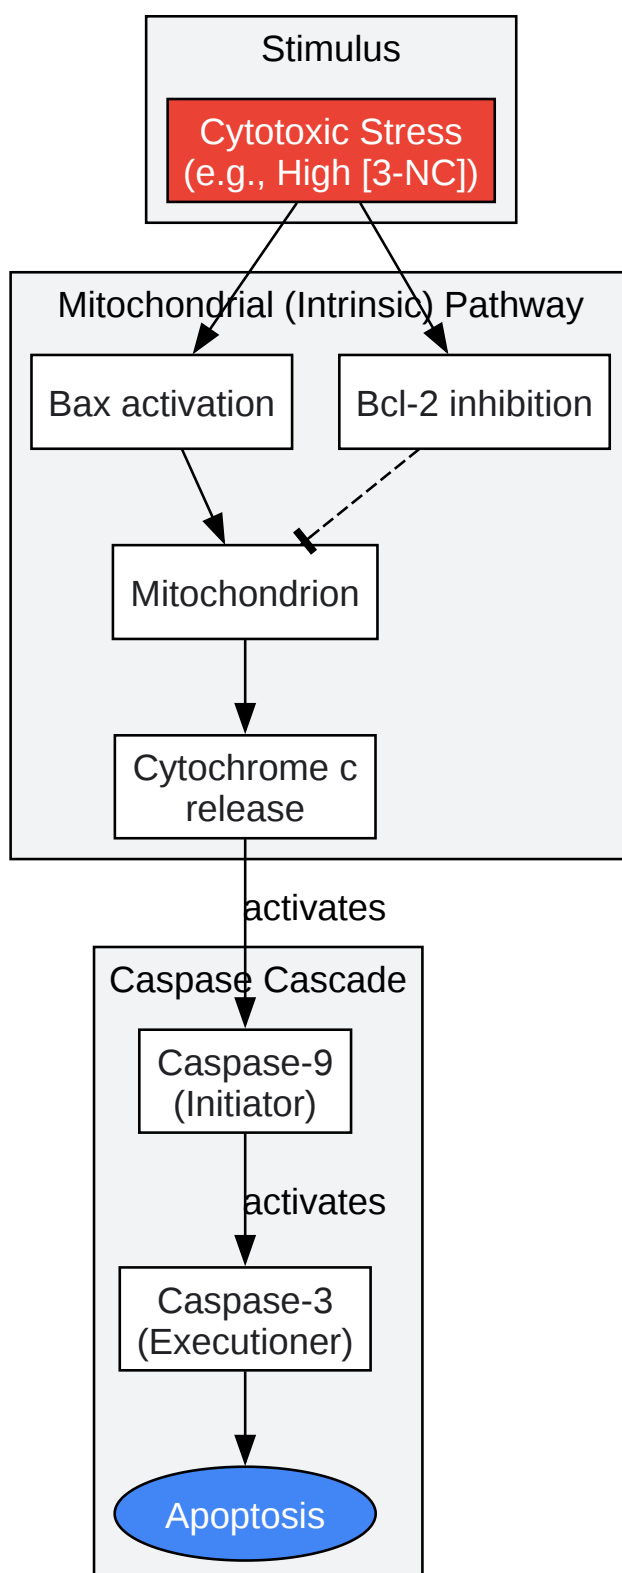 Stimulus
Cytotoxic Stress
(e.g., High [3-NC])
Mitochondrial (Intrinsic) Pathway
Bax activation
Bcl-2 inhibition
Mitochondrion
Cytochrome c
release
activates
Caspase Cascade
Caspase-9
(Initiator)
activates
Caspase-3
(Executioner)
Apoptosis